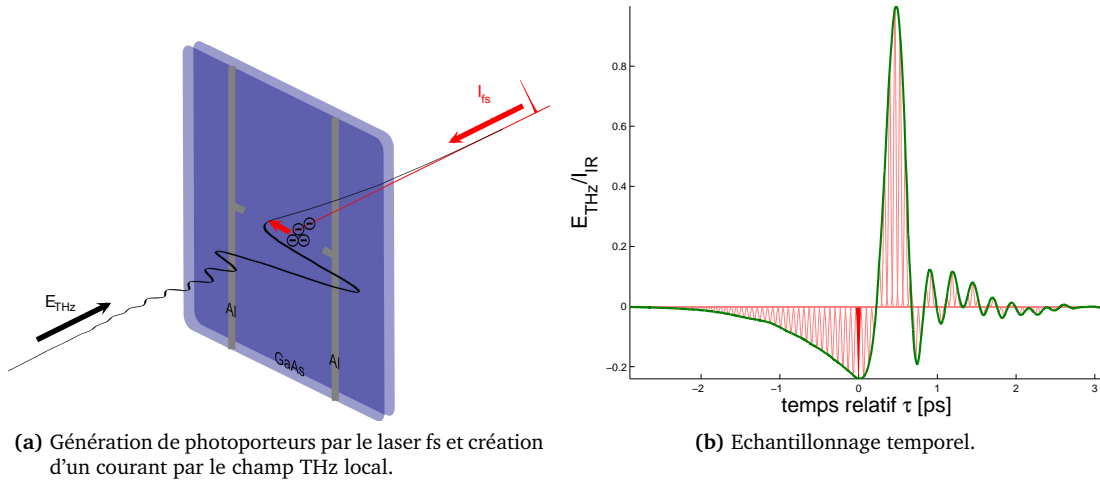 I_fs
E_THz
Al
GaAs
Al
E_THz/I_IR
0.8
0.6
0.4
0.2
0
−0.2
−2
−1
0
1
2
3
temps relatif τ [ps]
(a) Génération de photoporteurs par le laser fs et création
d'un courant par le champ THz local.
(b) Echantillonnage temporel.